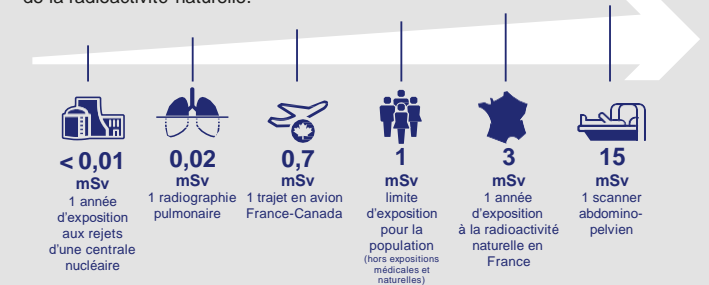 de la radioactivité naturelle.
< 0,01
mSv
1 année
d'exposition
aux rejets
d'une centrale
nucléaire
0,02
mSv
1 radiographie
pulmonaire
0,7
mSv
1 trajet en avion
France-Canada
1
mSv
limite
d'exposition
pour la
population
(hors expositions
médicales et
naturelles)
3
mSv
1 année
d'exposition
à la radioactivité
naturelle en
France
15
mSv
1 scanner
abdomino-
pelvien